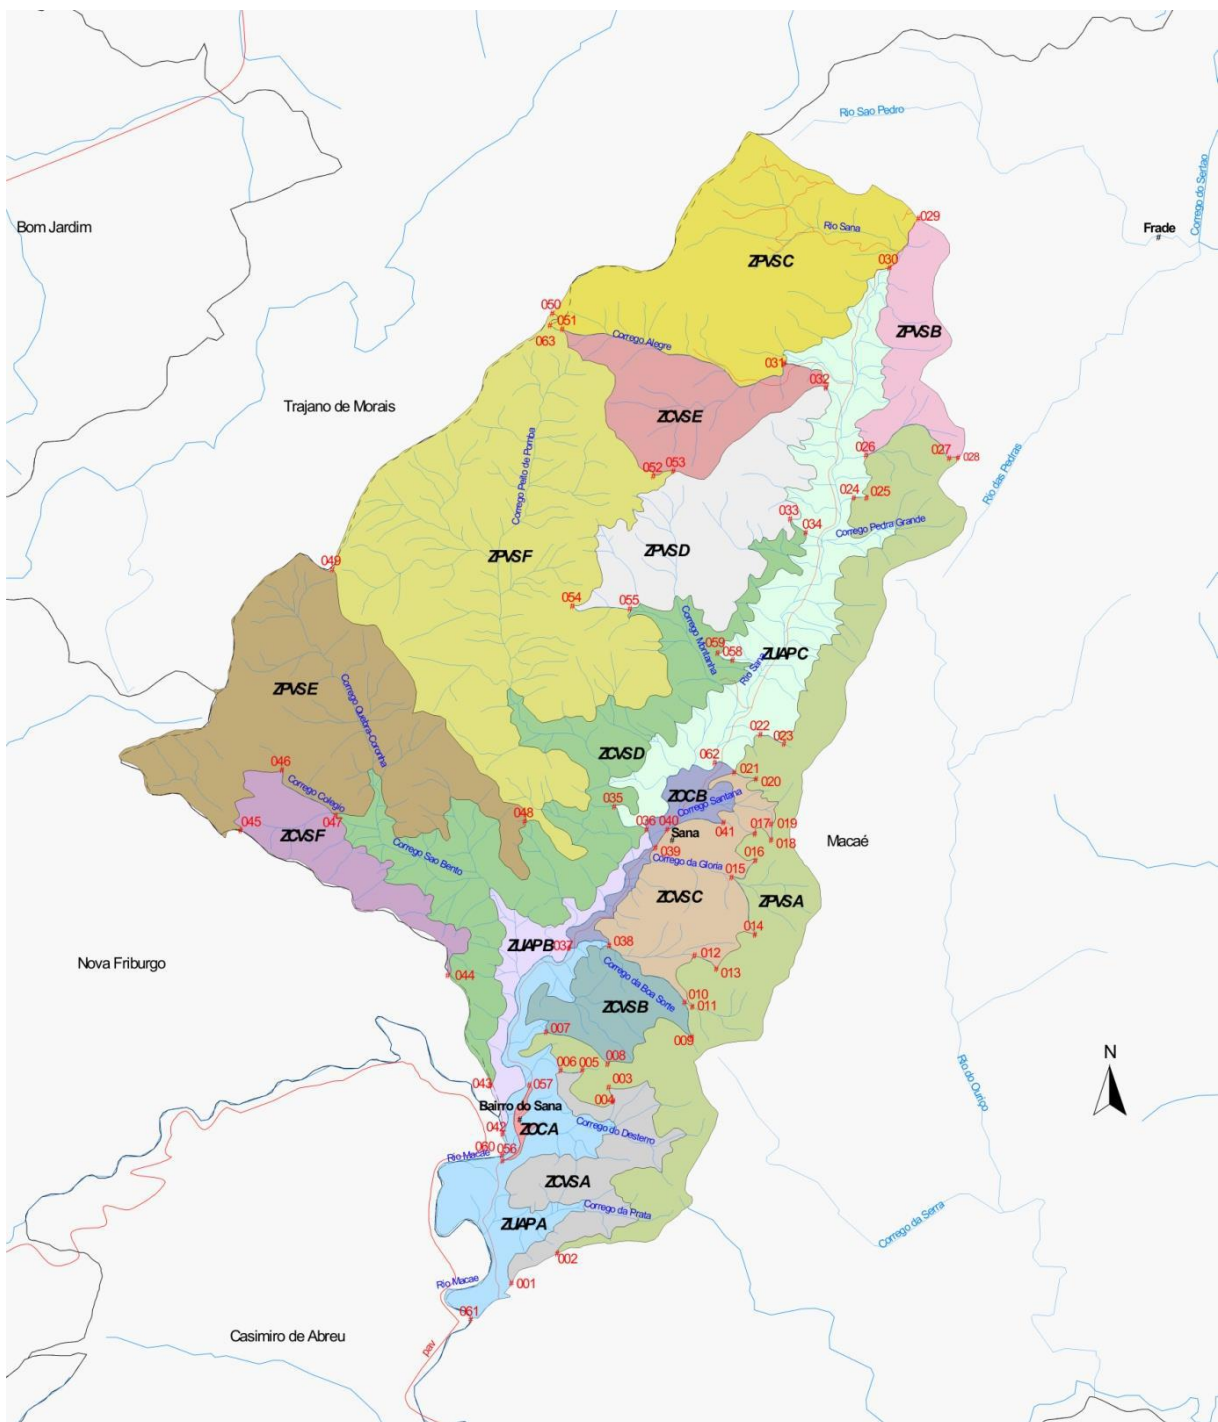 Rio Sao Pedro
Corrego do Sertao
Bom Jardim
029
Frade
Rio Sana
ZPVSC
030
050
051
063
Corrego Alegre
ZPVSB
031
032
Trajano de Morais
ZCVSE
Corrego Peito de Pomba
026
027
028
052
053
Rio das Pedras
024
025
033
034
Corrego Pedra Grande
ZPVSD
ZPVSF
049
054
055
Corrego Montanha
059
058
ZUAPC
Rio Sana
ZPVSE
Corrego Quebra-Coronha
022
023
ZCVSD
062
021
020
046
Corrego Colegio
ZOCB
Corrego Santana
035
048
047
045
ZCVSF
036
040
041
Sana
017
019
018
Macaé
039
016
Corrego Sao Bento
Corrego da Gloria
015
ZCVSC
ZPVSA
014
ZUAPB
037
038
012
013
Nova Friburgo
044
Corrego da Boa Sorte
010
011
ZCVSB
007
009
006
005
008
N
043
057
003
004
Rio do Ouriço
Bairro do Sana
042
ZOCA
Corrego do Desterro
060
056
Rio Macae
ZCVSA
Corrego da Prata
ZUAPA
Corrego da Serra
002
Rio Macae
001
061
Casimiro de Abreu
pav